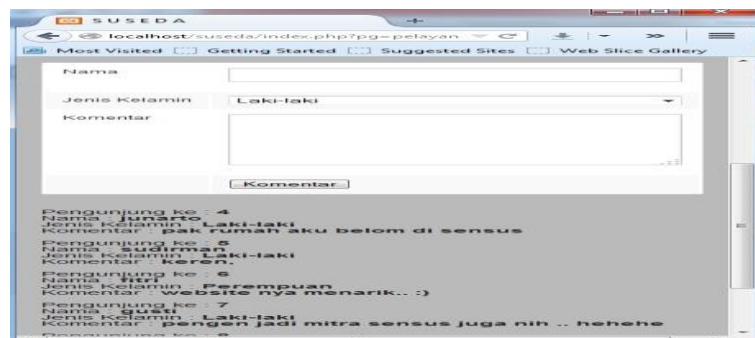 SUSEDA
localhost/suseda/index.php?pg=pelayan
Most Visited Getting Started Suggested Sites Web Slice Gallery
Nama
Jenis Kelamin Laki-laki
Komentar
Komentar
Pengunjung ke : 4
Nama : junarto
Jenis Kelamin : Laki-laki
Komentar : pak rumah aku belom di sensus
Pengunjung ke : 5
Nama : sudirman
Jenis Kelamin : Laki-laki
Komentar : keren,
Pengunjung ke : 6
Nama : fitri
Jenis Kelamin : Perempuan
Komentar : website nya menarik.. :)
Pengunjung ke : 7
Nama : gusti
Jenis Kelamin : Laki-laki
Komentar : pengen jadi mitra sensus juga nih .. hehehe